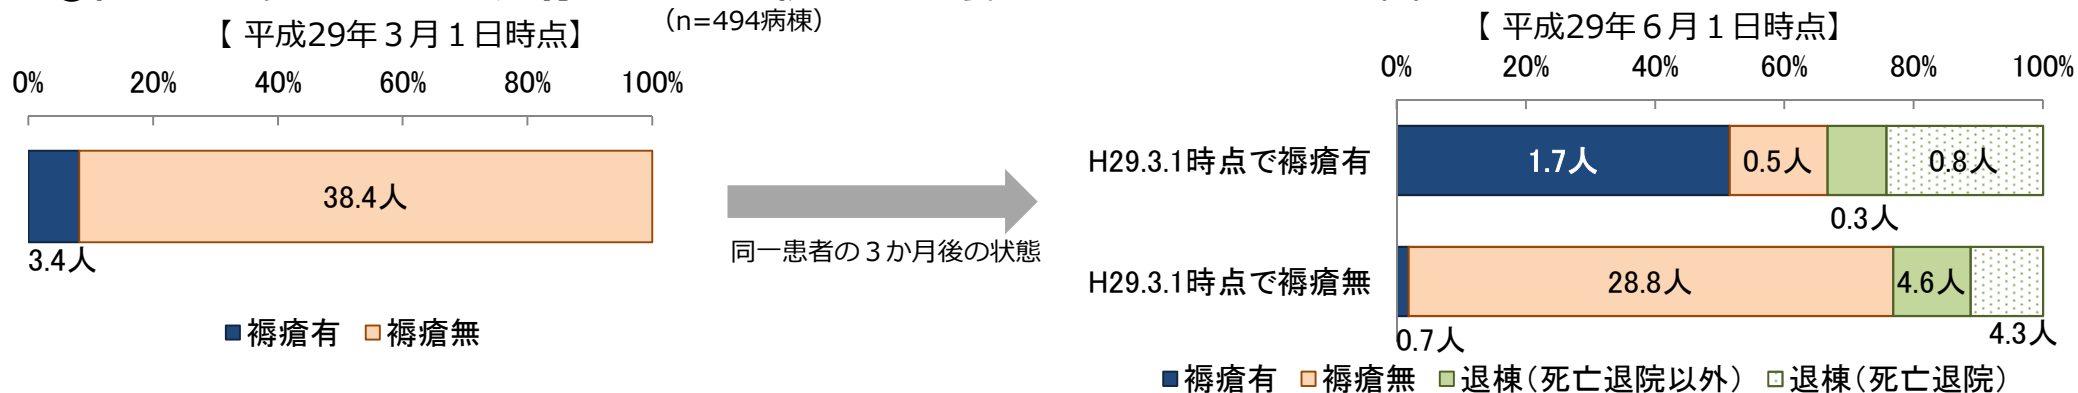 【 平成29年３月１日時点】
（n=494病棟）
0% 20% 40% 60% 80% 100%
38.4人
3.4人
■褥瘡有 ■褥瘡無
同一患者の３か月後の状態
【 平成29年６月１日時点】
0% 20% 40% 60% 80% 100%
H29.3.1時点で褥瘡有
1.7人 0.5人 0.8人
0.3人
H29.3.1時点で褥瘡無
28.8人 4.6人
0.7人 4.3人
■褥瘡有 ■褥瘡無 ■退棟（死亡退院以外） □退棟（死亡退院）